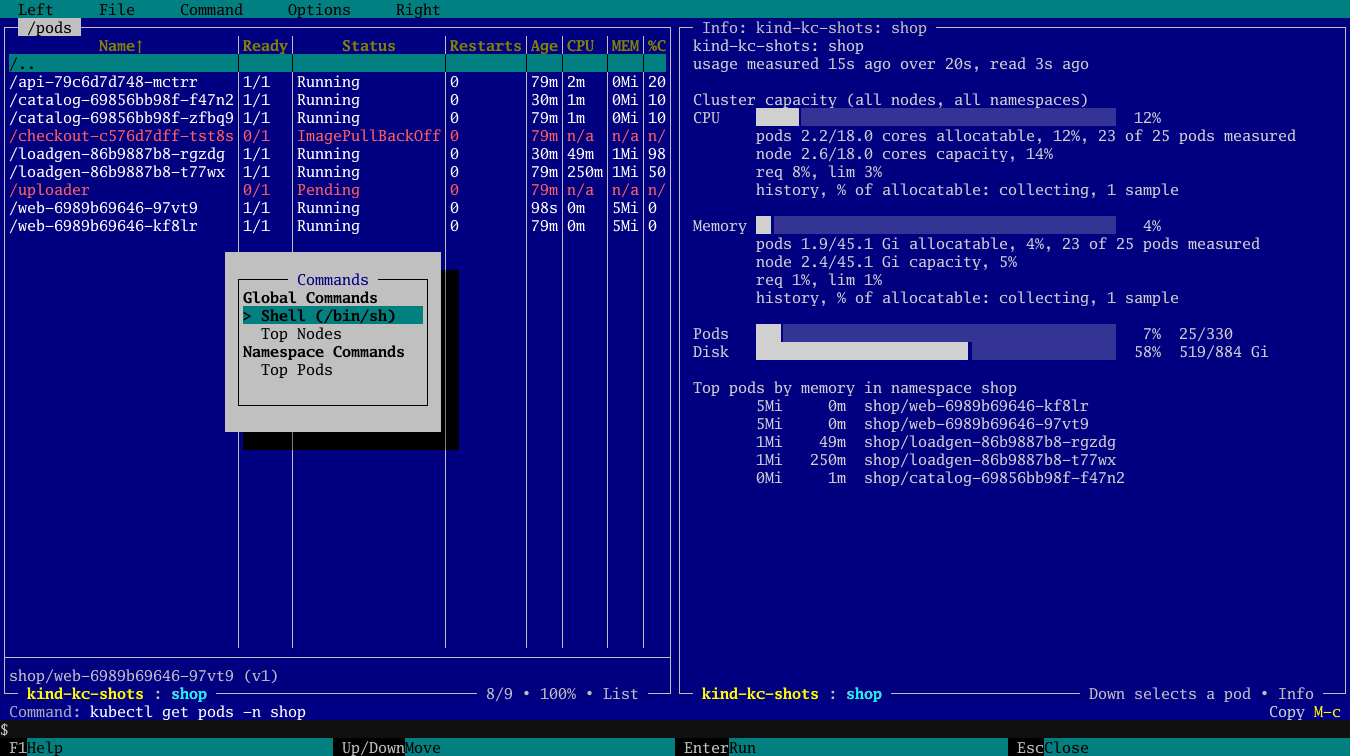 Left File Command Options Right
/pods
Name↑ Ready Status Restarts Age CPU MEM %C
/..
/api-79c6d7d748-mctrr 1/1 Running 0 79m 2m 0Mi 20
/catalog-69856bb98f-f47n2 1/1 Running 0 30m 1m 0Mi 10
/catalog-69856bb98f-zfbq9 1/1 Running 0 79m 1m 0Mi 10
/checkout-c576d7dff-tst8s 0/1 ImagePullBackOff 0 79m n/a n/a n/
/loadgen-86b9887b8-rgzdg 1/1 Running 0 30m 49m 1Mi 98
/loadgen-86b9887b8-t77wx 1/1 Running 0 79m 250m 1Mi 50
/uploader 0/1 Pending 0 79m n/a n/a n/
/web-6989b69646-97vt9 1/1 Running 0 98s 0m 5Mi 0
/web-6989b69646-kf8lr 1/1 Running 0 79m 0m 5Mi 0
Commands
Global Commands
> Shell (/bin/sh)
Top Nodes
Namespace Commands
Top Pods
shop/web-6989b69646-97vt9 (v1)
kind-kc-shots : shop 8/9 • 100% • List
Info: kind-kc-shots: shop
kind-kc-shots: shop
usage measured 15s ago over 20s, read 3s ago
Cluster capacity (all nodes, all namespaces)
CPU 12%
pods 2.2/18.0 cores allocatable, 12%, 23 of 25 pods measured
node 2.6/18.0 cores capacity, 14%
req 8%, lim 3%
history, % of allocatable: collecting, 1 sample
Memory 4%
pods 1.9/45.1 Gi allocatable, 4%, 23 of 25 pods measured
node 2.4/45.1 Gi capacity, 5%
req 1%, lim 1%
history, % of allocatable: collecting, 1 sample
Pods 7% 25/330
Disk 58% 519/884 Gi
Top pods by memory in namespace shop
5Mi 0m shop/web-6989b69646-kf8lr
5Mi 0m shop/web-6989b69646-97vt9
1Mi 49m shop/loadgen-86b9887b8-rgzdg
1Mi 250m shop/loadgen-86b9887b8-t77wx
0Mi 1m shop/catalog-69856bb98f-f47n2
kind-kc-shots : shop Down selects a pod • Info
Command: kubectl get pods -n shop Copy M-c
$
F1Help Up/DownMove EnterRun EscClose